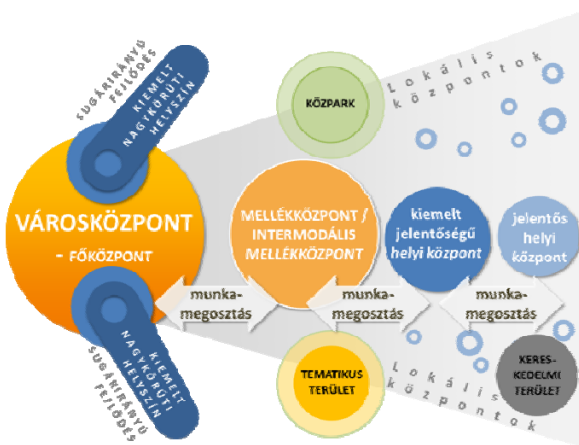 SUGÁRIRÁNYÚ
FEJLŐDÉS
KIEMELT
NAGYKÖRÚTI
HELYSZÍN
KÖZPARK
Lokális
központok
VÁROSKÖZPONT
- FŐKÖZPONT
MELLÉKKÖZPONT /
INTERMODÁLIS
MELLÉKKÖZPONT
kiemelt
jelentőségű
helyi központ
jelentős
helyi
központ
munka-
megosztás
munka-
megosztás
munka-
megosztás
KIEMELT
NAGYKÖRÚTI
HELYSZÍN
SUGÁRIRÁNYÚ
FEJLŐDÉS
TEMATIKUS
TERÜLET
Lokális
központok
KERES-
KEDELMI
TERÜLET